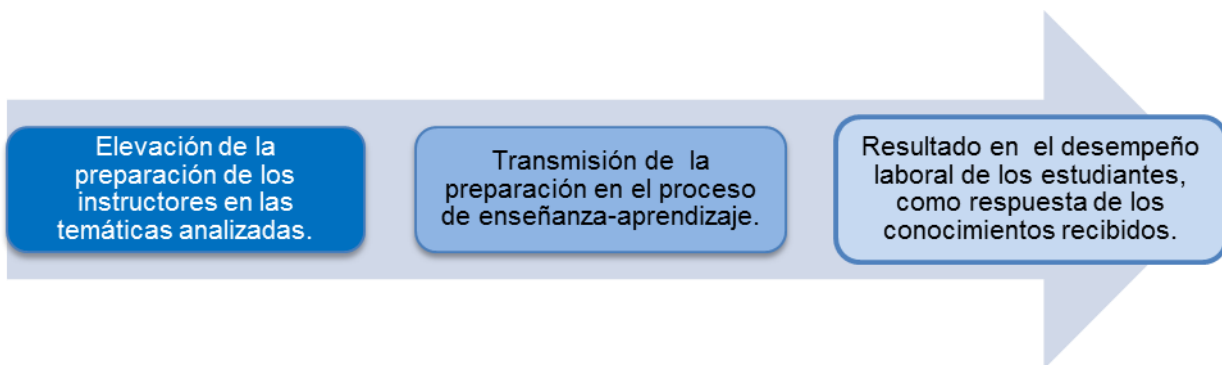 Elevación de la
preparación de los
instructores en las
temáticas analizadas.
Transmisión de  la
preparación en el proceso
de enseñanza-aprendizaje.
Resultado en  el desempeño
laboral de los estudiantes,
como respuesta de los
conocimientos recibidos.